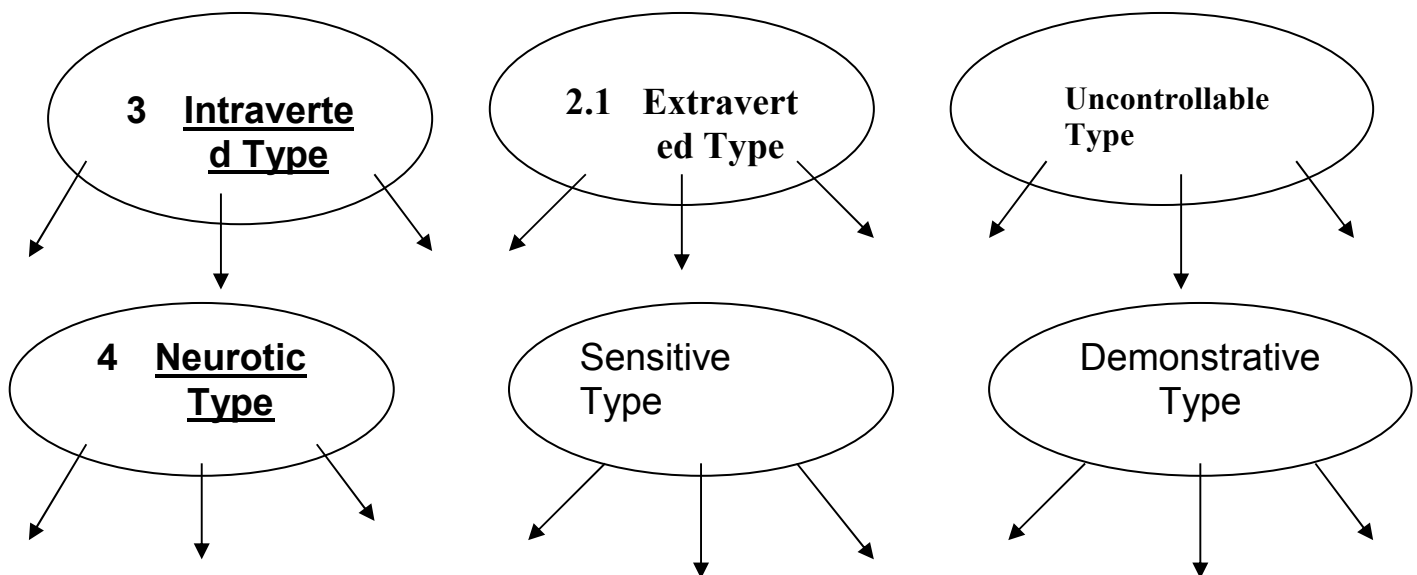 3 Intraverte
d Type
2.1 Extravert
ed Type
Uncontrollable
Type
4 Neurotic
Type
Sensitive
Type
Demonstrative
Type